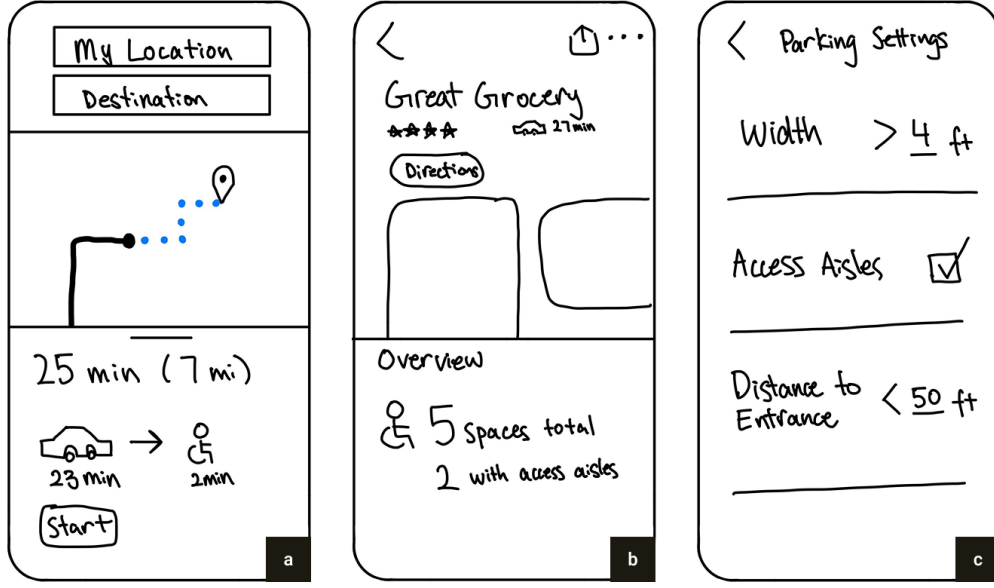 My Location
Destination
25 min (7 mi)
23 min
2min
Start
a
Great Grocery
27min
Directions
Overview
5 spaces total
2 with access aisles
b
Parking Settings
Width > 4 ft
Access Aisles
Distance to
Entrance < 50 ft
c